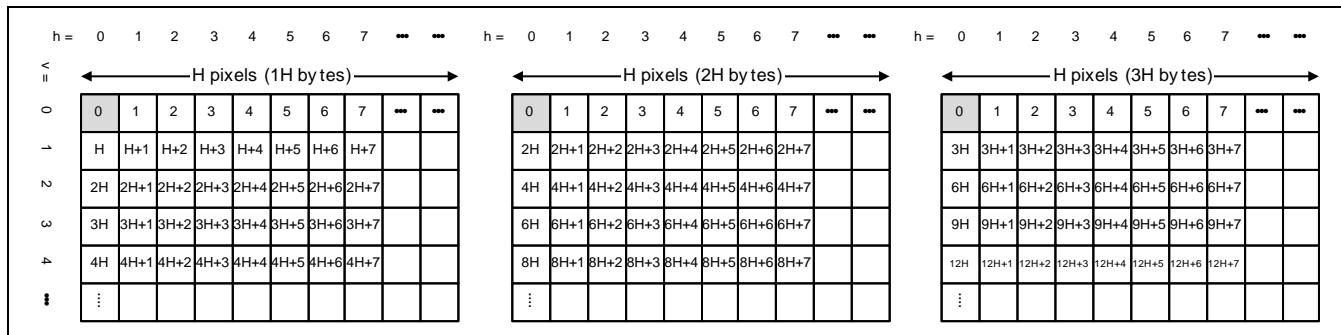 h = 0 1 2 3 4 5 6 7 ••• ••• h = 0 1 2 3 4 5 6 7 ••• ••• h = 0 1 2 3 4 5 6 7 ••• •••
v = H pixels (1H bytes) H pixels (2H bytes) H pixels (3H bytes)
0 0 1 2 3 4 5 6 7 ••• ••• 0 1 2 3 4 5 6 7 ••• ••• 0 1 2 3 4 5 6 7 ••• •••
1 H H+1 H+2 H+3 H+4 H+5 H+6 H+7 2H 2H+1 2H+2 2H+3 2H+4 2H+5 2H+6 2H+7 3H 3H+1 3H+2 3H+3 3H+4 3H+5 3H+6 3H+7
2 2H 2H+1 2H+2 2H+3 2H+4 2H+5 2H+6 2H+7 4H 4H+1 4H+2 4H+3 4H+4 4H+5 4H+6 4H+7 6H 6H+1 6H+2 6H+3 6H+4 6H+5 6H+6 6H+7
3 3H 3H+1 3H+2 3H+3 3H+4 3H+5 3H+6 3H+7 6H 6H+1 6H+2 6H+3 6H+4 6H+5 6H+6 6H+7 9H 9H+1 9H+2 9H+3 9H+4 9H+5 9H+6 9H+7
4 4H 4H+1 4H+2 4H+3 4H+4 4H+5 4H+6 4H+7 8H 8H+1 8H+2 8H+3 8H+4 8H+5 8H+6 8H+7 12H 12H+1 12H+2 12H+3 12H+4 12H+5 12H+6 12H+7
••• ⋮ ⋮ ⋮